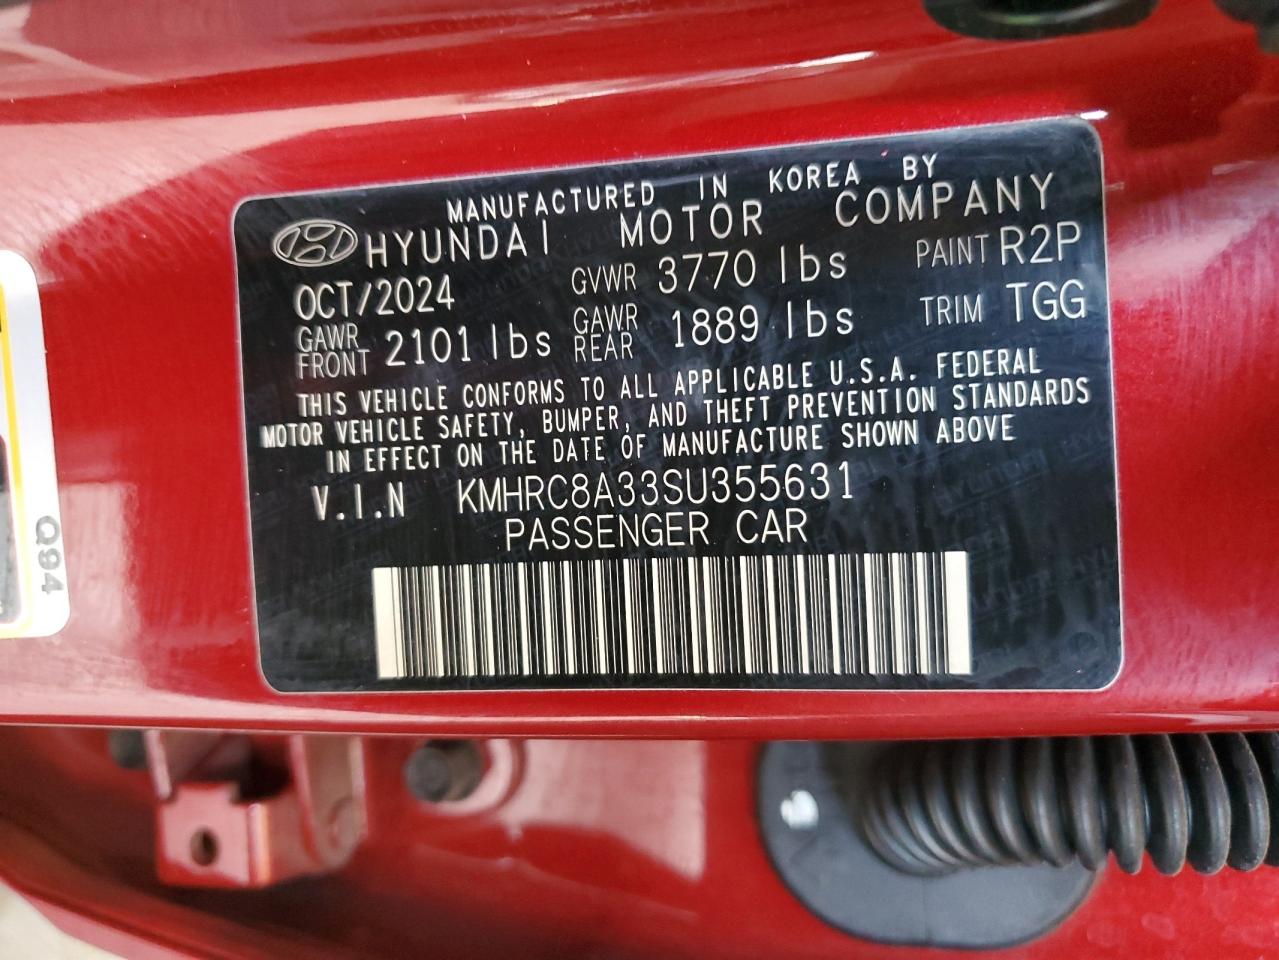 MANUFACTURED IN KOREA BY
HYUNDAI MOTOR COMPANY
OCT/2024 GVWR 3770 lbs PAINT R2P
GAWR FRONT 2101 lbs GAWR REAR 1889 lbs TRIM TGG
THIS VEHICLE CONFORMS TO ALL APPLICABLE U.S.A. FEDERAL
MOTOR VEHICLE SAFETY, BUMPER, AND THEFT PREVENTION STANDARDS
IN EFFECT ON THE DATE OF MANUFACTURE SHOWN ABOVE
V.I.N KMHRC8A33SU355631
PASSENGER CAR
Q94